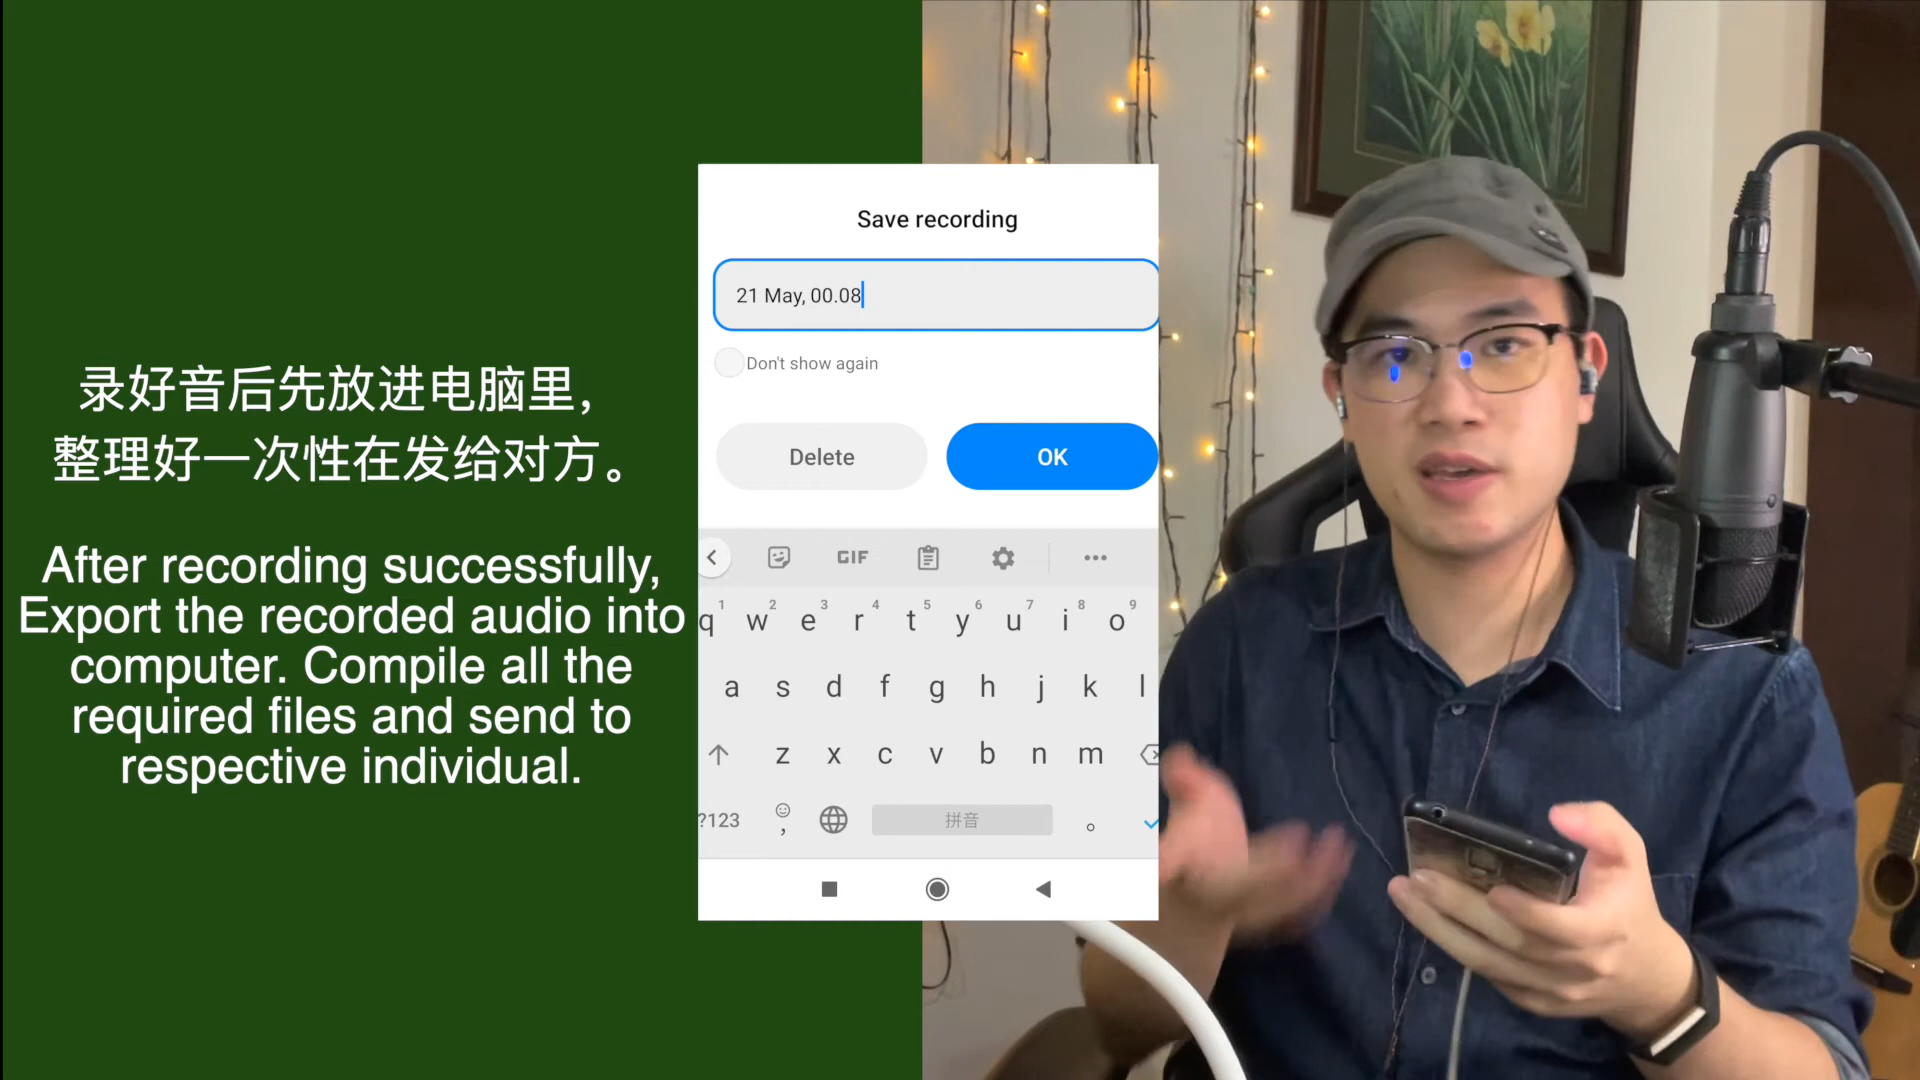 录好音后先放进电脑里，
整理好一次性在发给对方。
After recording successfully,
Export the recorded audio into
computer. Compile all the
required files and send to
respective individual.
Save recording
21 May, 00.08
Don't show again
Delete
OK
GIF
1 2 3 4 5 6 7 8 9
q w e r t y u i o
a s d f g h j k l
z x c v b n m
?123 , 拼音 。